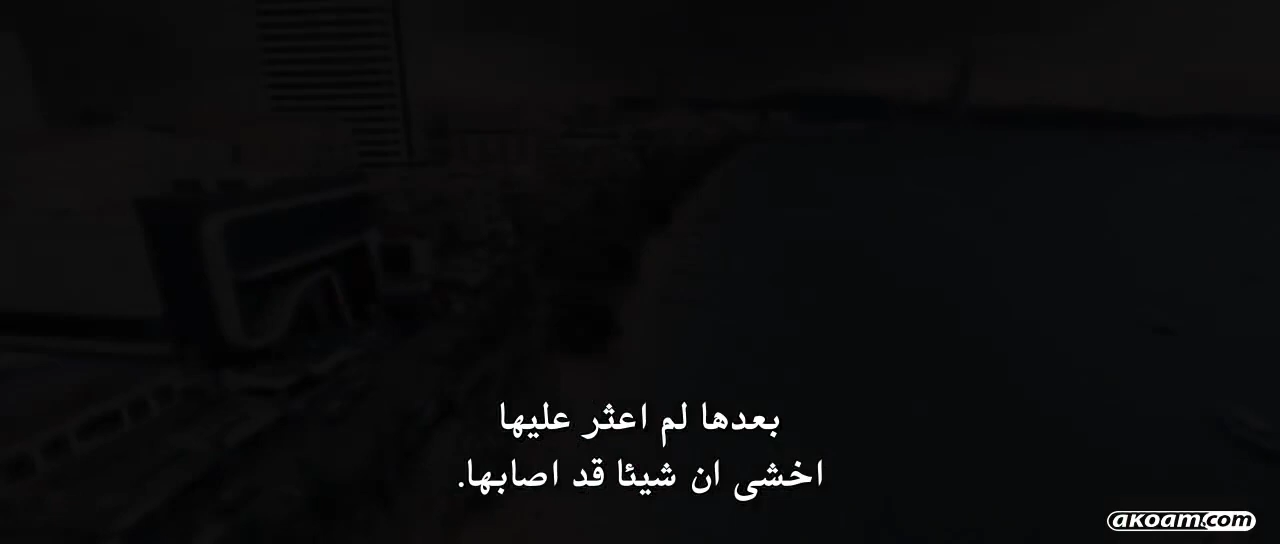 بعدها لم اعثر عليها
اخشى ان شيئا قد اصابها.
akoam.com